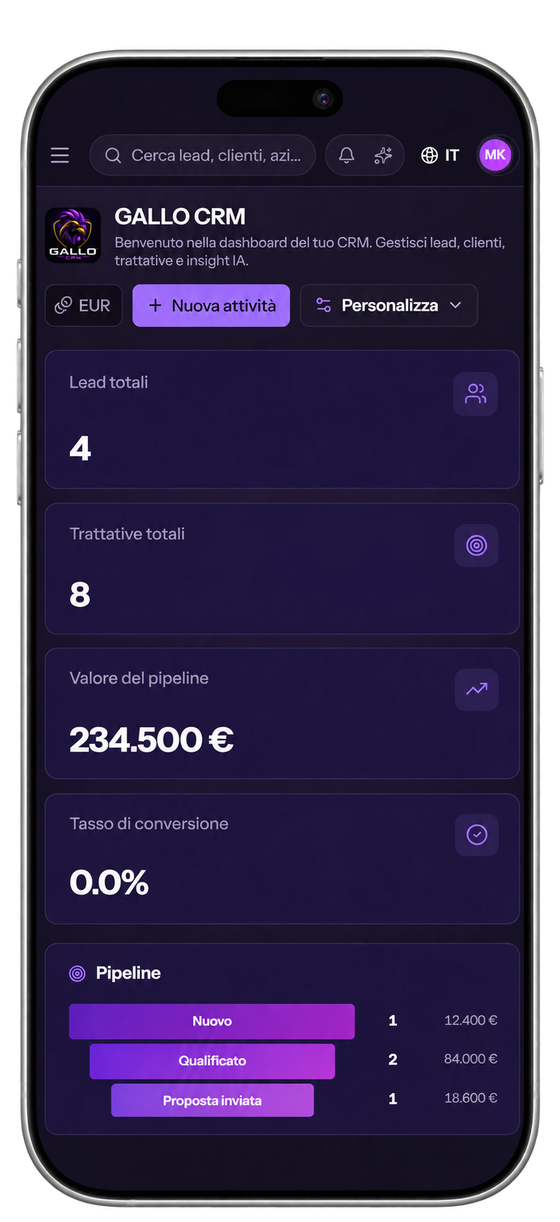 Cerca lead, clienti, azi...
IT
MK
GALLO CRM
GALLO
CRM
Benvenuto nella dashboard del tuo CRM. Gestisci lead, clienti,
trattative e insight IA.
EUR
+ Nuova attività
Personalizza
Lead totali
4
Trattative totali
8
Valore del pipeline
234.500 €
Tasso di conversione
0.0%
Pipeline
Nuovo 1 12.400 €
Qualificato 2 84.000 €
Proposta inviata 1 18.600 €